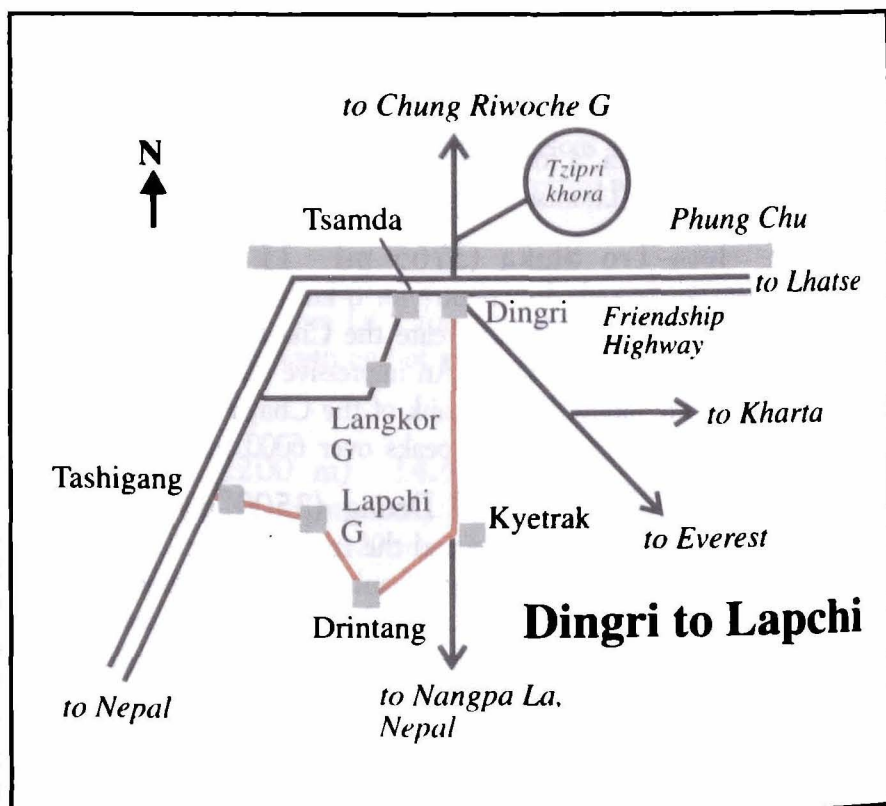 to Chung Riwoche G
N
Tzipri
khora
Tsamda
Phung Chu
to Lhatse
Dingri
Friendship
Highway
Langkor
G
to Kharta
Tashigang
Lapchi
G
Kyetrak
to Everest
Drintang
Dingri to Lapchi
to Nepal
to Nangpa La,
Nepal